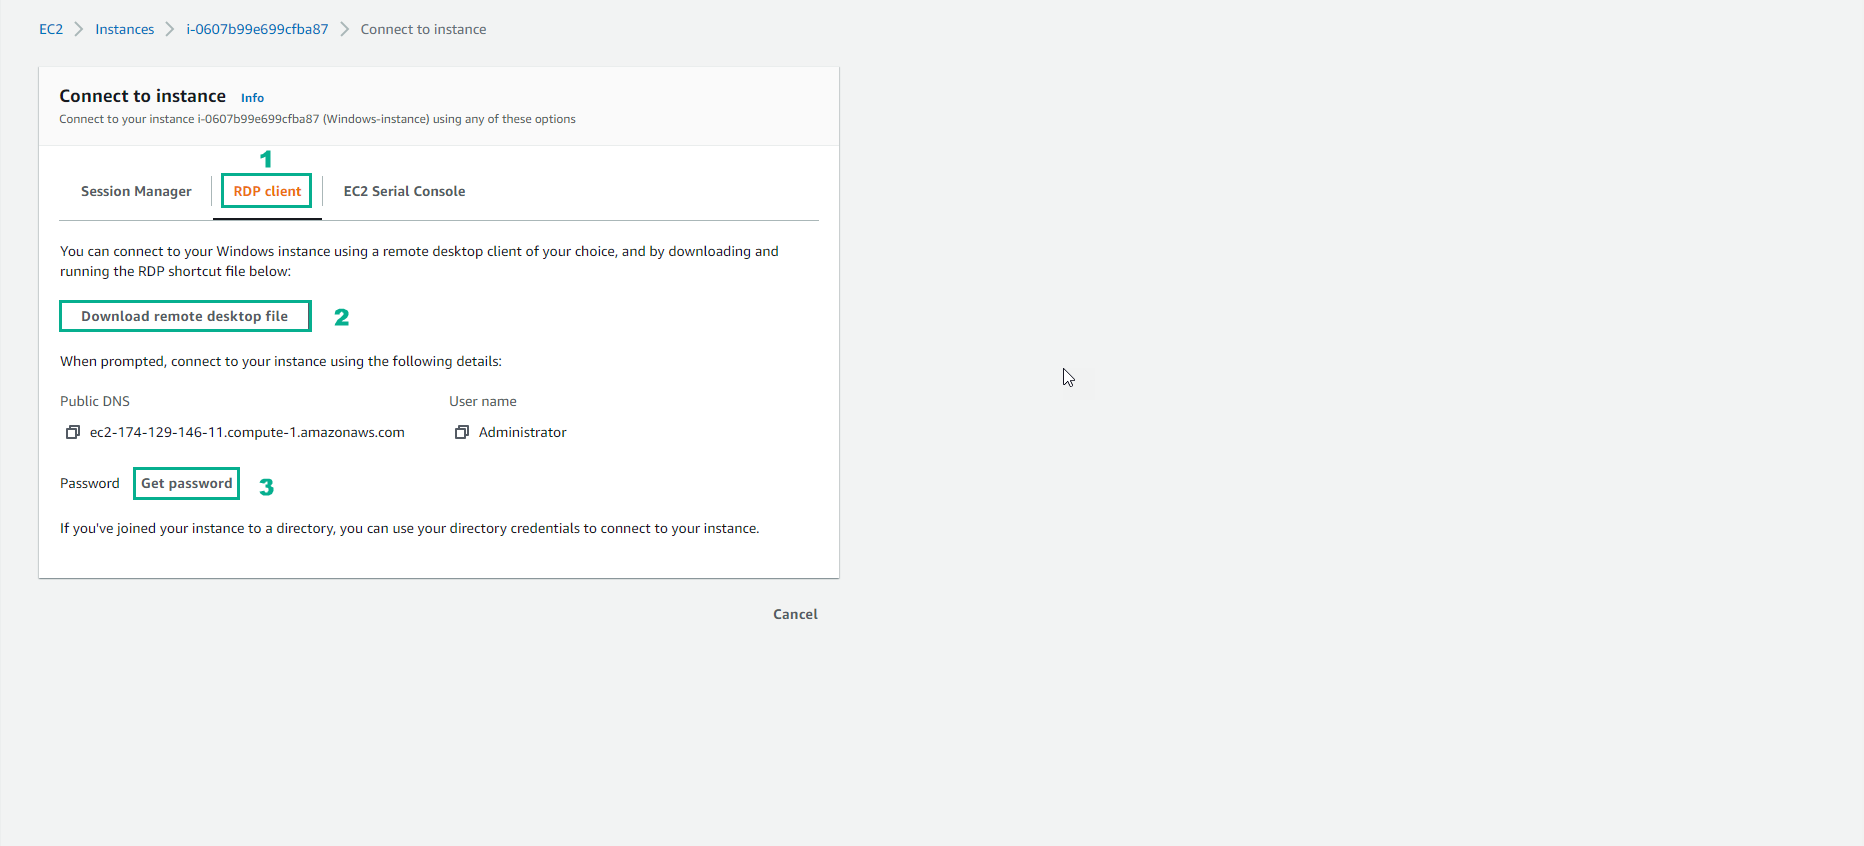 EC2 > Instances > i-0607b99e699cfba87 > Connect to instance
Connect to instance Info
Connect to your instance i-0607b99e699cfba87 (Windows-instance) using any of these options
1
Session Manager RDP client EC2 Serial Console
You can connect to your Windows instance using a remote desktop client of your choice, and by downloading and
running the RDP shortcut file below:
Download remote desktop file 2
When prompted, connect to your instance using the following details:
Public DNS User name
ec2-174-129-146-11.compute-1.amazonaws.com Administrator
Password Get password 3
If you've joined your instance to a directory, you can use your directory credentials to connect to your instance.
Cancel